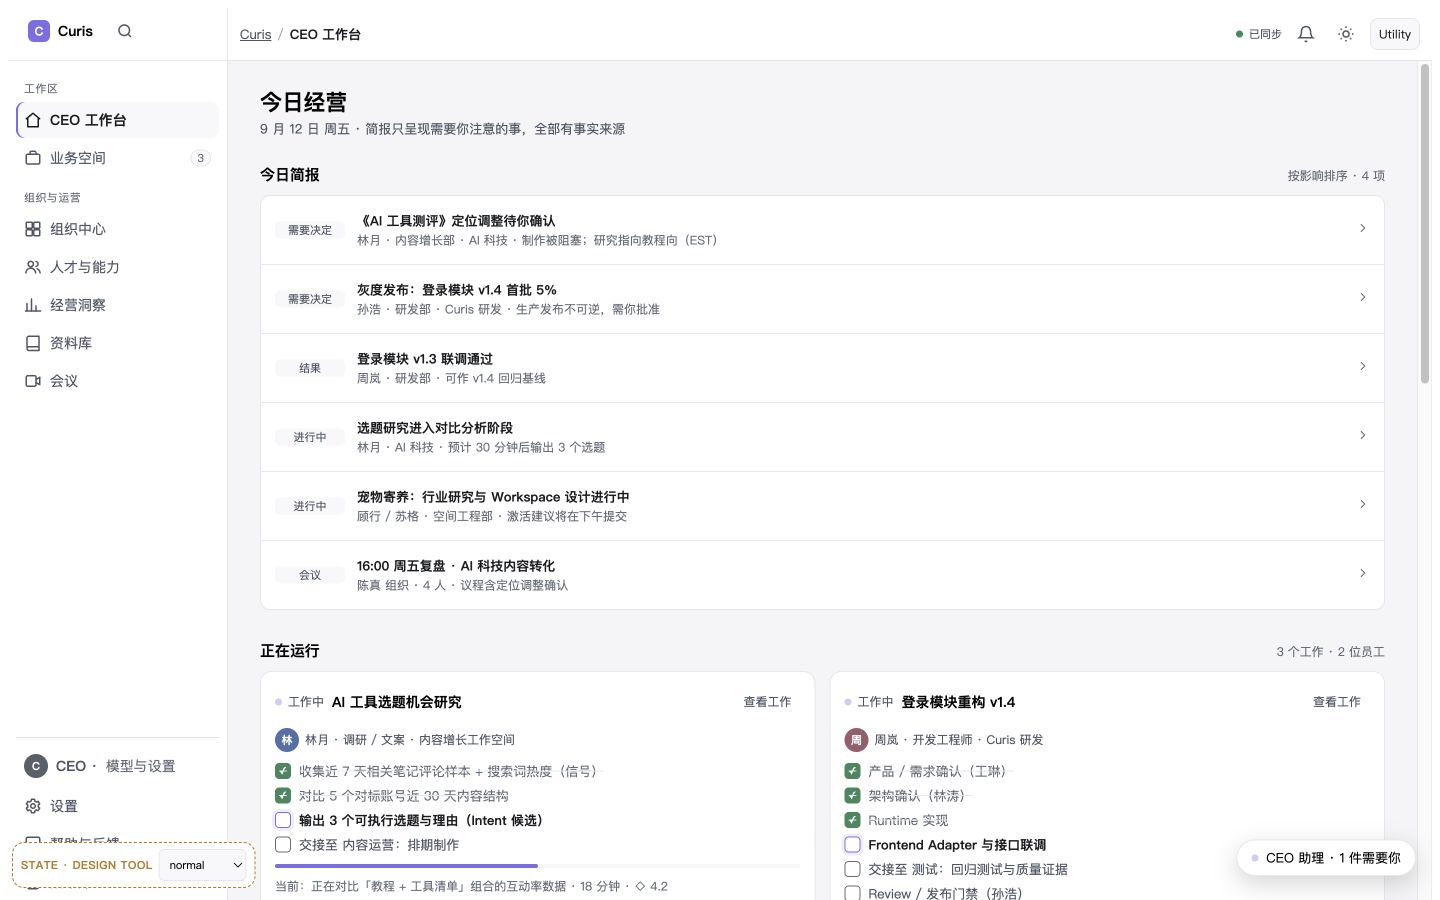 C Curis
Curis / CEO 工作台
已同步
Utility
工作区
CEO 工作台
业务空间 3
组织与运营
组织中心
人才与能力
经营洞察
资料库
会议
C CEO · 模型与设置
设置
帮助与反馈
STATE · DESIGN TOOL normal
今日经营
9 月 12 日 周五 · 简报只呈现需要你注意的事，全部有事实来源
今日简报
按影响排序 · 4 项
需要决定
《AI 工具测评》定位调整待你确认
林月 · 内容增长部 · AI 科技 · 制作被阻塞；研究指向教程向（EST）
需要决定
灰度发布：登录模块 v1.4 首批 5%
孙浩 · 研发部 · Curis 研发 · 生产发布不可逆，需你批准
结果
登录模块 v1.3 联调通过
周岚 · 研发部 · 可作 v1.4 回归基线
进行中
选题研究进入对比分析阶段
林月 · AI 科技 · 预计 30 分钟后输出 3 个选题
进行中
宠物寄养：行业研究与 Workspace 设计进行中
顾行 / 苏格 · 空间工程部 · 激活建议将在下午提交
会议
16:00 周五复盘 · AI 科技内容转化
陈真 组织 · 4 人 · 议程含定位调整确认
正在运行
3 个工作 · 2 位员工
工作中 AI 工具选题机会研究 查看工作
林 林月 · 调研 / 文案 · 内容增长工作空间
收集近 7 天相关笔记评论样本 + 搜索词热度（信号）
对比 5 个对标账号近 30 天内容结构
输出 3 个可执行选题与理由（Intent 候选）
交接至 内容运营：排期制作
当前：正在对比「教程 + 工具清单」组合的互动率数据 · 18 分钟 · ◇ 4.2
工作中 登录模块重构 v1.4 查看工作
周 周岚 · 开发工程师 · Curis 研发
产品 / 需求确认（王琳）
架构确认（林涛）
Runtime 实现
Frontend Adapter 与接口联调
交接至 测试：回归测试与质量证据
Review / 发布门禁（孙浩）
CEO 助理 · 1 件需要你